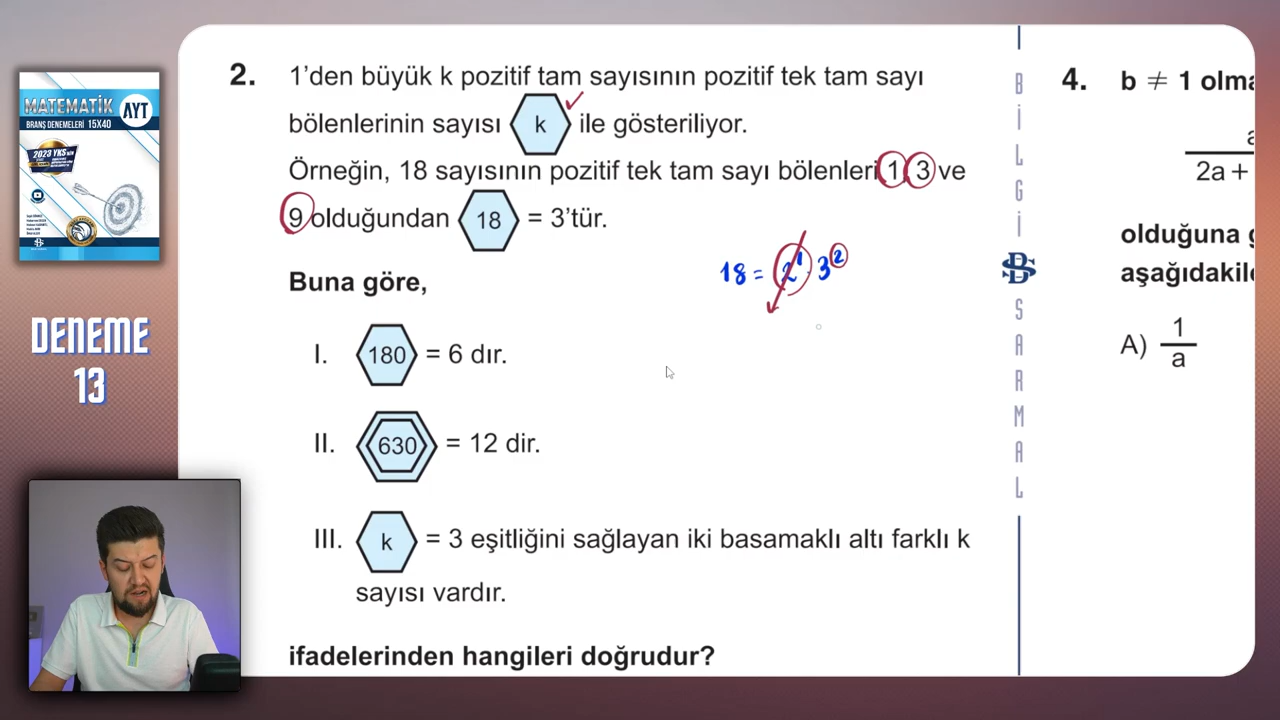 MATEMATİK
AYT
BRANŞ DENEMELERİ 15X40
DENEME
13
2. 1'den büyük k pozitif tam sayısının pozitif tek tam sayı
bölenlerinin sayısı k ile gösteriliyor.
Örneğin, 18 sayısının pozitif tek tam sayı bölenleri 1, 3 ve
9 olduğundan 18 = 3'tür.
18 = 2¹ · 3²
Buna göre,
I. 180 = 6 dır.
II. 630 = 12 dir.
III. k = 3 eşitliğini sağlayan iki basamaklı altı farklı k
sayısı vardır.
ifadelerinden hangileri doğrudur?
BİLGİ
SARMAL
4. b ≠ 1 olma
2a +
olduğuna g
aşağıdakile
A) 1/a